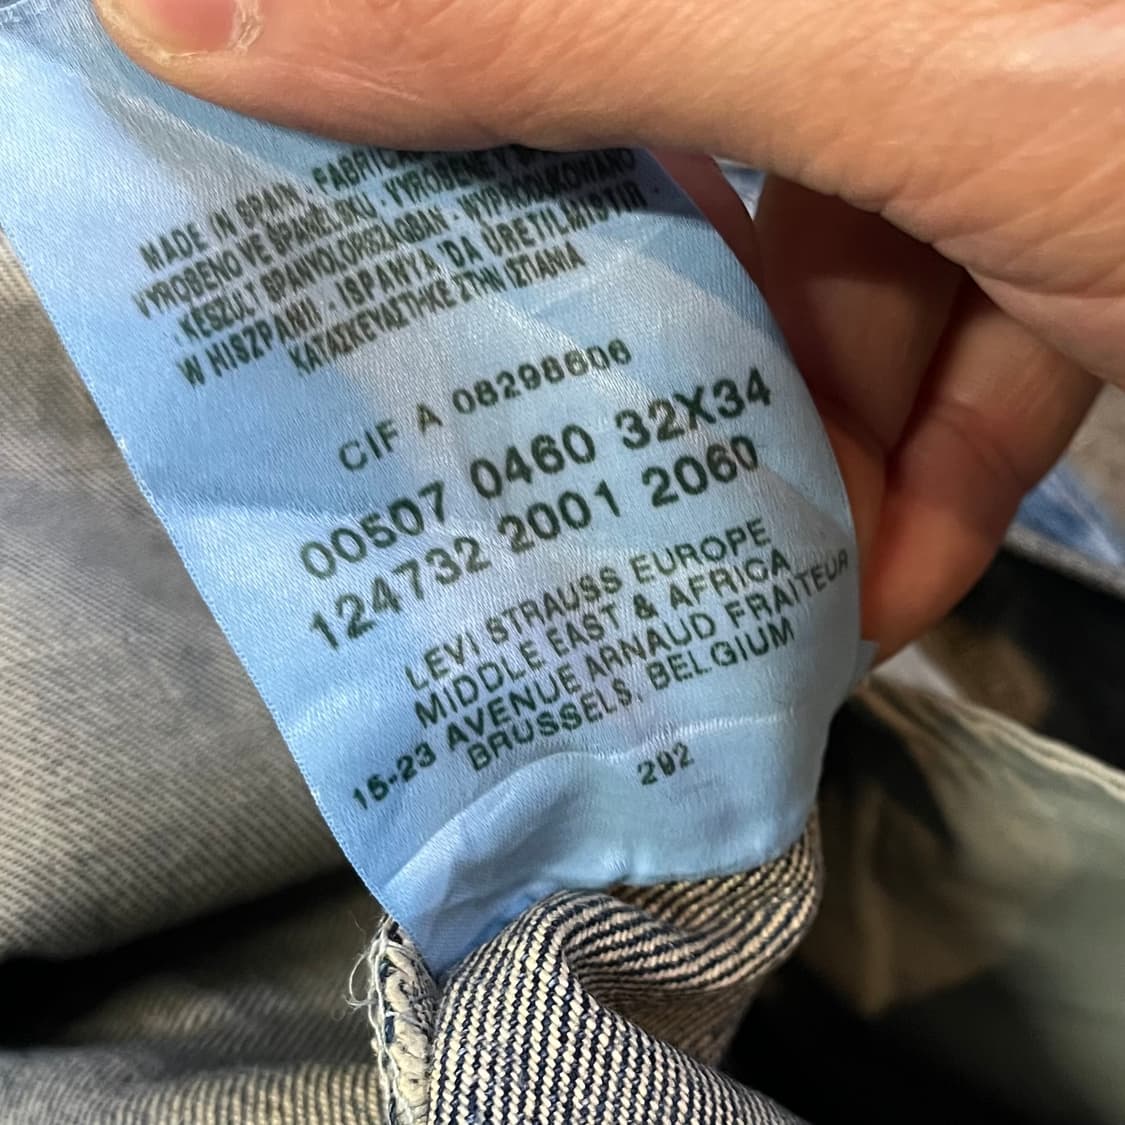 MADE IN SPAIN · FABRICA
VYROBENO VE ŠPANĚLSKU · VYROBENÉ V
· KÉSZÜLT SPANYOLORSZÁGBAN · WYPRODUKOWANO
W HISZPANII · ISPANYA 'DA ÜRETILMISTIR ·
ΚΑΤΑΣΚΕΥΑΣΤΗΚΕ ΣΤΗΝ ΙΣΠΑΝΙΑ
CIF A 08298606
00507 0460 32X34
124732 2001 2060
LEVI STRAUSS EUROPE
MIDDLE EAST & AFRICA
15-23 AVENUE ARNAUD FRAITEUR
BRUSSELS, BELGIUM
292